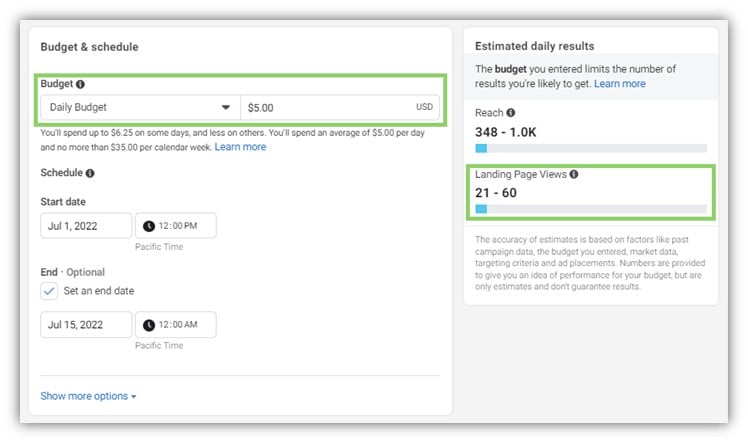 Budget & schedule
Budget
Daily Budget
$5.00
USD
You'll spend up to $6.25 on some days, and less on others. You'll spend an average of $5.00 per day
and no more than $35.00 per calendar week. Learn more
Schedule
Start date
Jul 1, 2022
12:00 PM
Pacific Time
End · Optional
Set an end date
Jul 15, 2022
12:00 AM
Pacific Time
Show more options
Estimated daily results
The budget you entered limits the number of
results you're likely to get. Learn more
Reach
348 - 1.0K
Landing Page Views
21 - 60
The accuracy of estimates is based on factors like past
campaign data, the budget you entered, market data,
targeting criteria and ad placements. Numbers are provided
to give you an idea of performance for your budget, but are
only estimates and don't guarantee results.